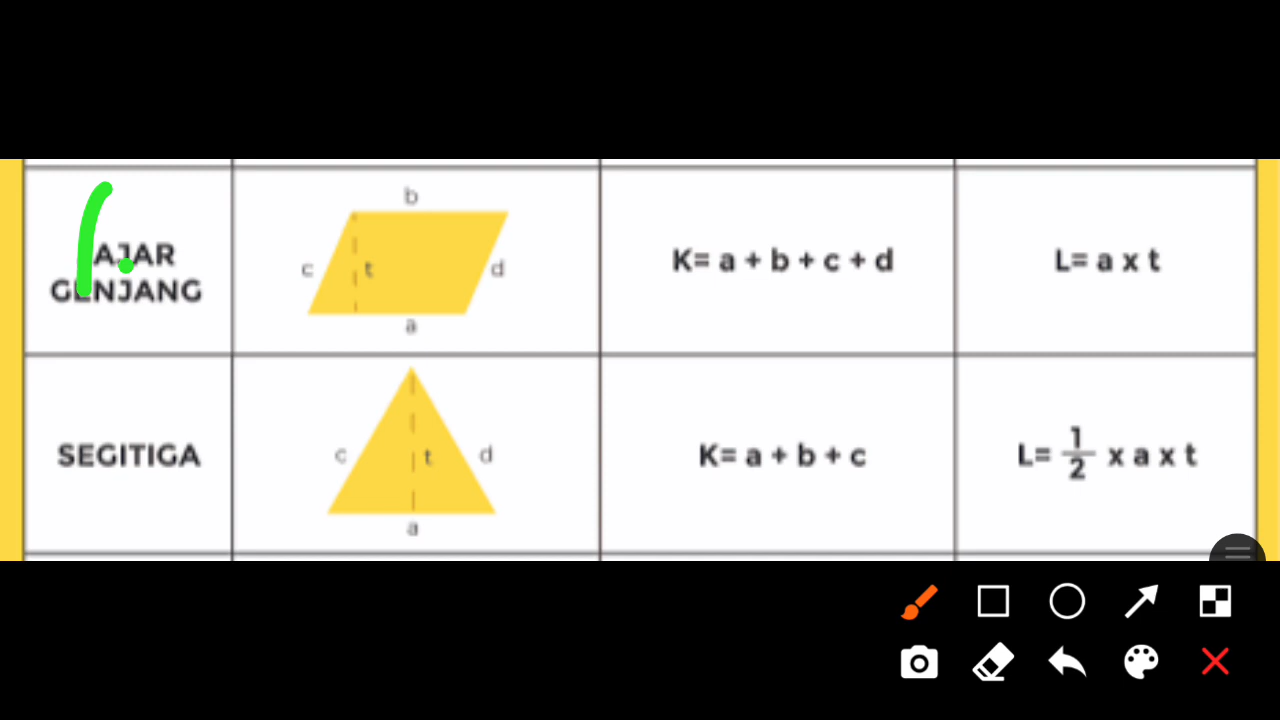 b
AJAR
GENJANG
c
t
d
a
K= a + b + c + d
L= a x t
SEGITIGA
c
t
d
a
K= a + b + c
L= 1/2 x a x t